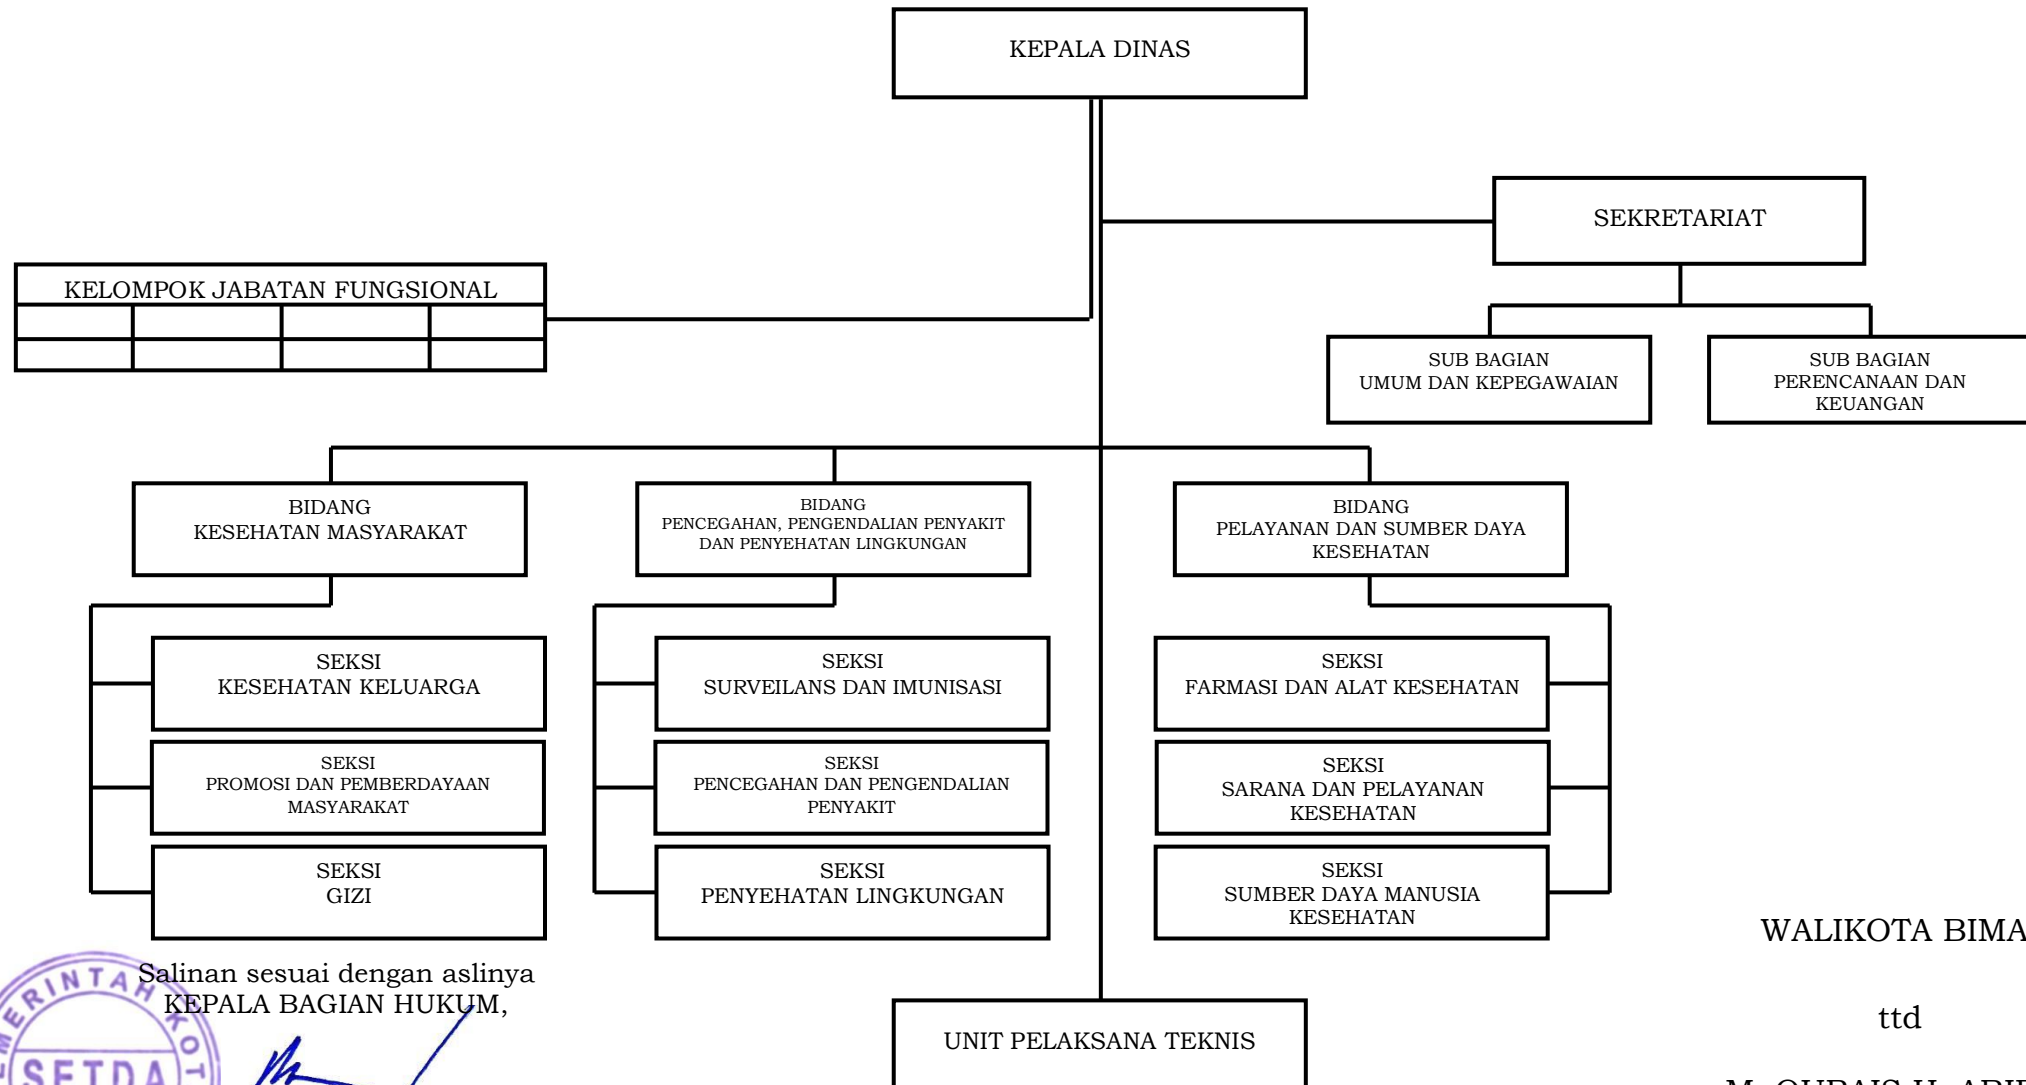 KEPALA DINAS
SEKRETARIAT
KELOMPOK JABATAN FUNGSIONAL
SUB BAGIAN
UMUM DAN KEPEGAWAIAN
SUB BAGIAN
PERENCANAAN DAN
KEUANGAN
BIDANG
KESEHATAN MASYARAKAT
BIDANG
PENCEGAHAN, PENGENDALIAN PENYAKIT
DAN PENYEHATAN LINGKUNGAN
BIDANG
PELAYANAN DAN SUMBER DAYA
KESEHATAN
SEKSI
KESEHATAN KELUARGA
SEKSI
SURVEILANS DAN IMUNISASI
SEKSI
FARMASI DAN ALAT KESEHATAN
SEKSI
PROMOSI DAN PEMBERDAYAAN
MASYARAKAT
SEKSI
PENCEGAHAN DAN PENGENDALIAN
PENYAKIT
SEKSI
SARANA DAN PELAYANAN
KESEHATAN
SEKSI
GIZI
SEKSI
PENYEHATAN LINGKUNGAN
SEKSI
SUMBER DAYA MANUSIA
KESEHATAN
WALIKOTA BIMA
ttd
Salinan sesuai dengan aslinya
KEPALA BAGIAN HUKUM,
SETDA
UNIT PELAKSANA TEKNIS